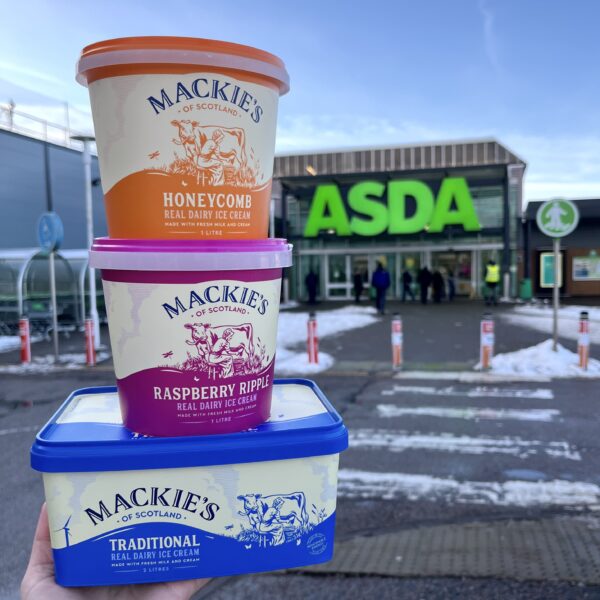 MACKIE'S
• OF SCOTLAND •
HONEYCOMB
REAL DAIRY ICE CREAM
MADE WITH FRESH MILK AND CREAM
1 LITRE
ASDA
MACKIE'S
• OF SCOTLAND •
RASPBERRY RIPPLE
REAL DAIRY ICE CREAM
MADE WITH FRESH MILK AND CREAM
1 LITRE
MACKIE'S
• OF SCOTLAND •
TRADITIONAL
REAL DAIRY ICE CREAM
MADE WITH FRESH MILK AND CREAM
2 LITRES